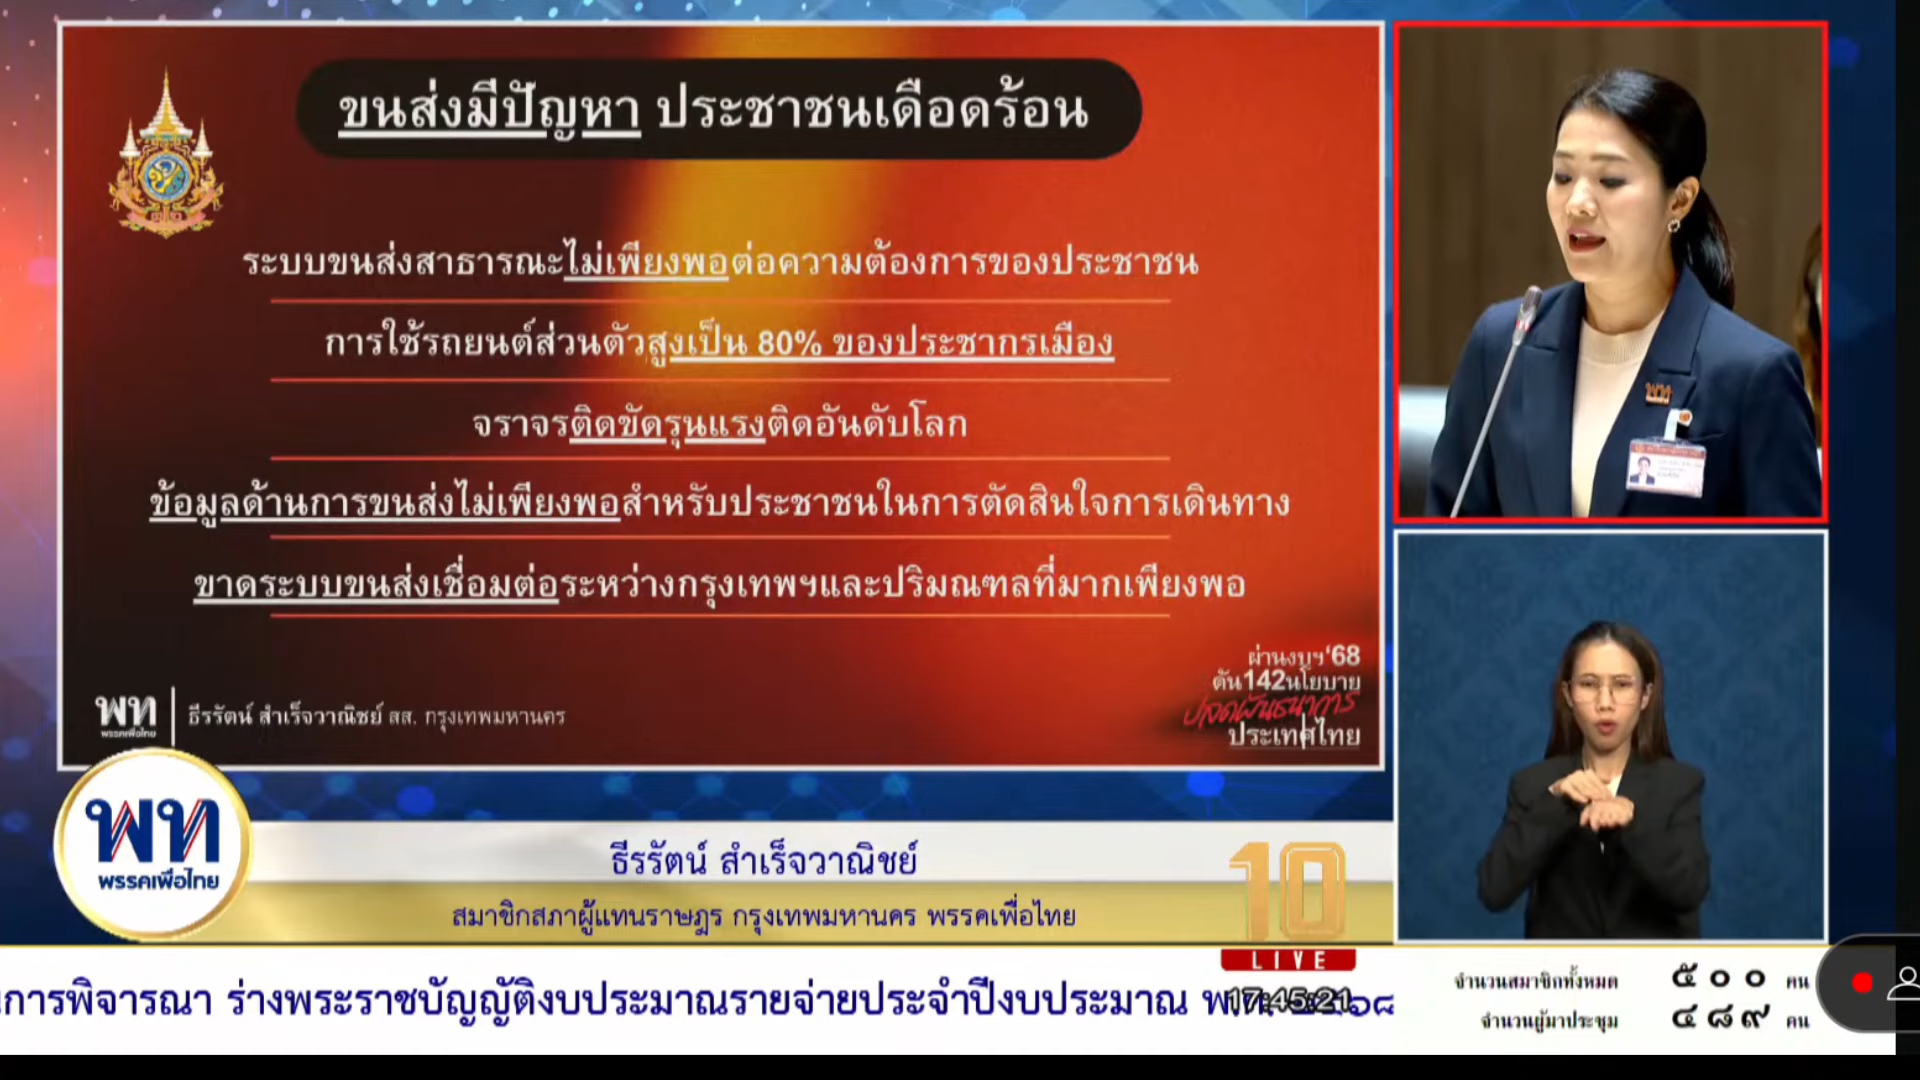 ขนส่งมีปัญหา ประชาชนเดือดร้อน
ระบบขนส่งสาธารณะไม่เพียงพอต่อความต้องการของประชาชน
การใช้รถยนต์ส่วนตัวสูงเป็น 80% ของประชากรเมือง
จราจรติดขัดรุนแรงติดอันดับโลก
ข้อมูลด้านการขนส่งไม่เพียงพอสำหรับประชาชนในการตัดสินใจการเดินทาง
ขาดระบบขนส่งเชื่อมต่อระหว่างกรุงเทพฯและปริมณฑลที่มากเพียงพอ
ผ่านงบฯ'68
ดัน142นโยบาย
ปลดพันธนาการ
ประเทศไทย
พท
พรรคเพื่อไทย
ธีรรัตน์ สำเร็จวาณิชย์ สส. กรุงเทพมหานคร
พท
พท
พรรคเพื่อไทย
ธีรรัตน์ สำเร็จวาณิชย์
สมาชิกสภาผู้แทนราษฎร กรุงเทพมหานคร พรรคเพื่อไทย
10
LIVE
17:45:21
การพิจารณา ร่างพระราชบัญญัติงบประมาณรายจ่ายประจำปีงบประมาณ
จำนวนสมาชิกทั้งหมด ๕๐๐ คน
จำนวนผู้มาประชุม ๔๘๙ คน